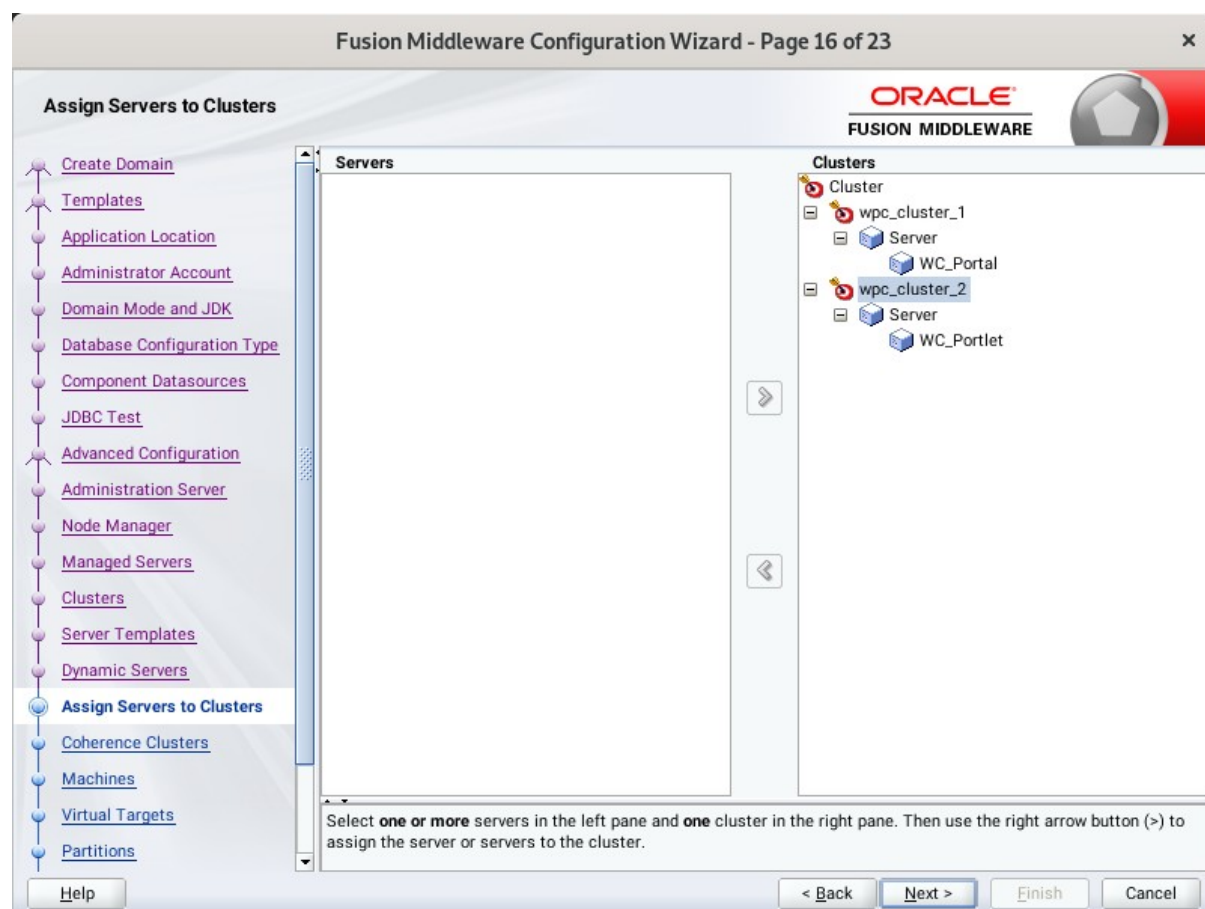 Fusion Middleware Configuration Wizard - Page 16 of 23
Assign Servers to Clusters
ORACLE
FUSION MIDDLEWARE
Create Domain
Templates
Application Location
Administrator Account
Domain Mode and JDK
Database Configuration Type
Component Datasources
JDBC Test
Advanced Configuration
Administration Server
Node Manager
Managed Servers
Clusters
Server Templates
Dynamic Servers
Assign Servers to Clusters
Coherence Clusters
Machines
Virtual Targets
Partitions
Servers
Clusters
Cluster
wpc_cluster_1
Server
WC_Portal
wpc_cluster_2
Server
WC_Portlet
Select one or more servers in the left pane and one cluster in the right pane. Then use the right arrow button (>) to
assign the server or servers to the cluster.
Help
< Back
Next >
Finish
Cancel